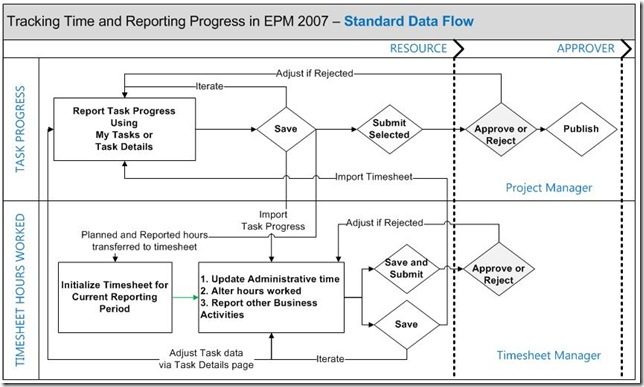 Tracking Time and Reporting Progress in EPM 2007 – Standard Data Flow
RESOURCE
APPROVER
TASK PROGRESS
Adjust if Rejected
Iterate
Report Task Progress
Using
My Tasks or
Task Details
Save
Submit
Selected
Approve or
Reject
Publish
Import Timesheet
Project Manager
TIMESHEET HOURS WORKED
Import
Task Progress
Planned and Reported hours
transferred to timesheet
Adjust if Rejected
Initialize Timesheet for
Current Reporting
Period
1. Update Administrative time
2. Alter hours worked
3. Report other Business
Activities
Save and
Submit
Approve or
Reject
Save
Adjust Task data
via Task Details page
Iterate
Timesheet Manager